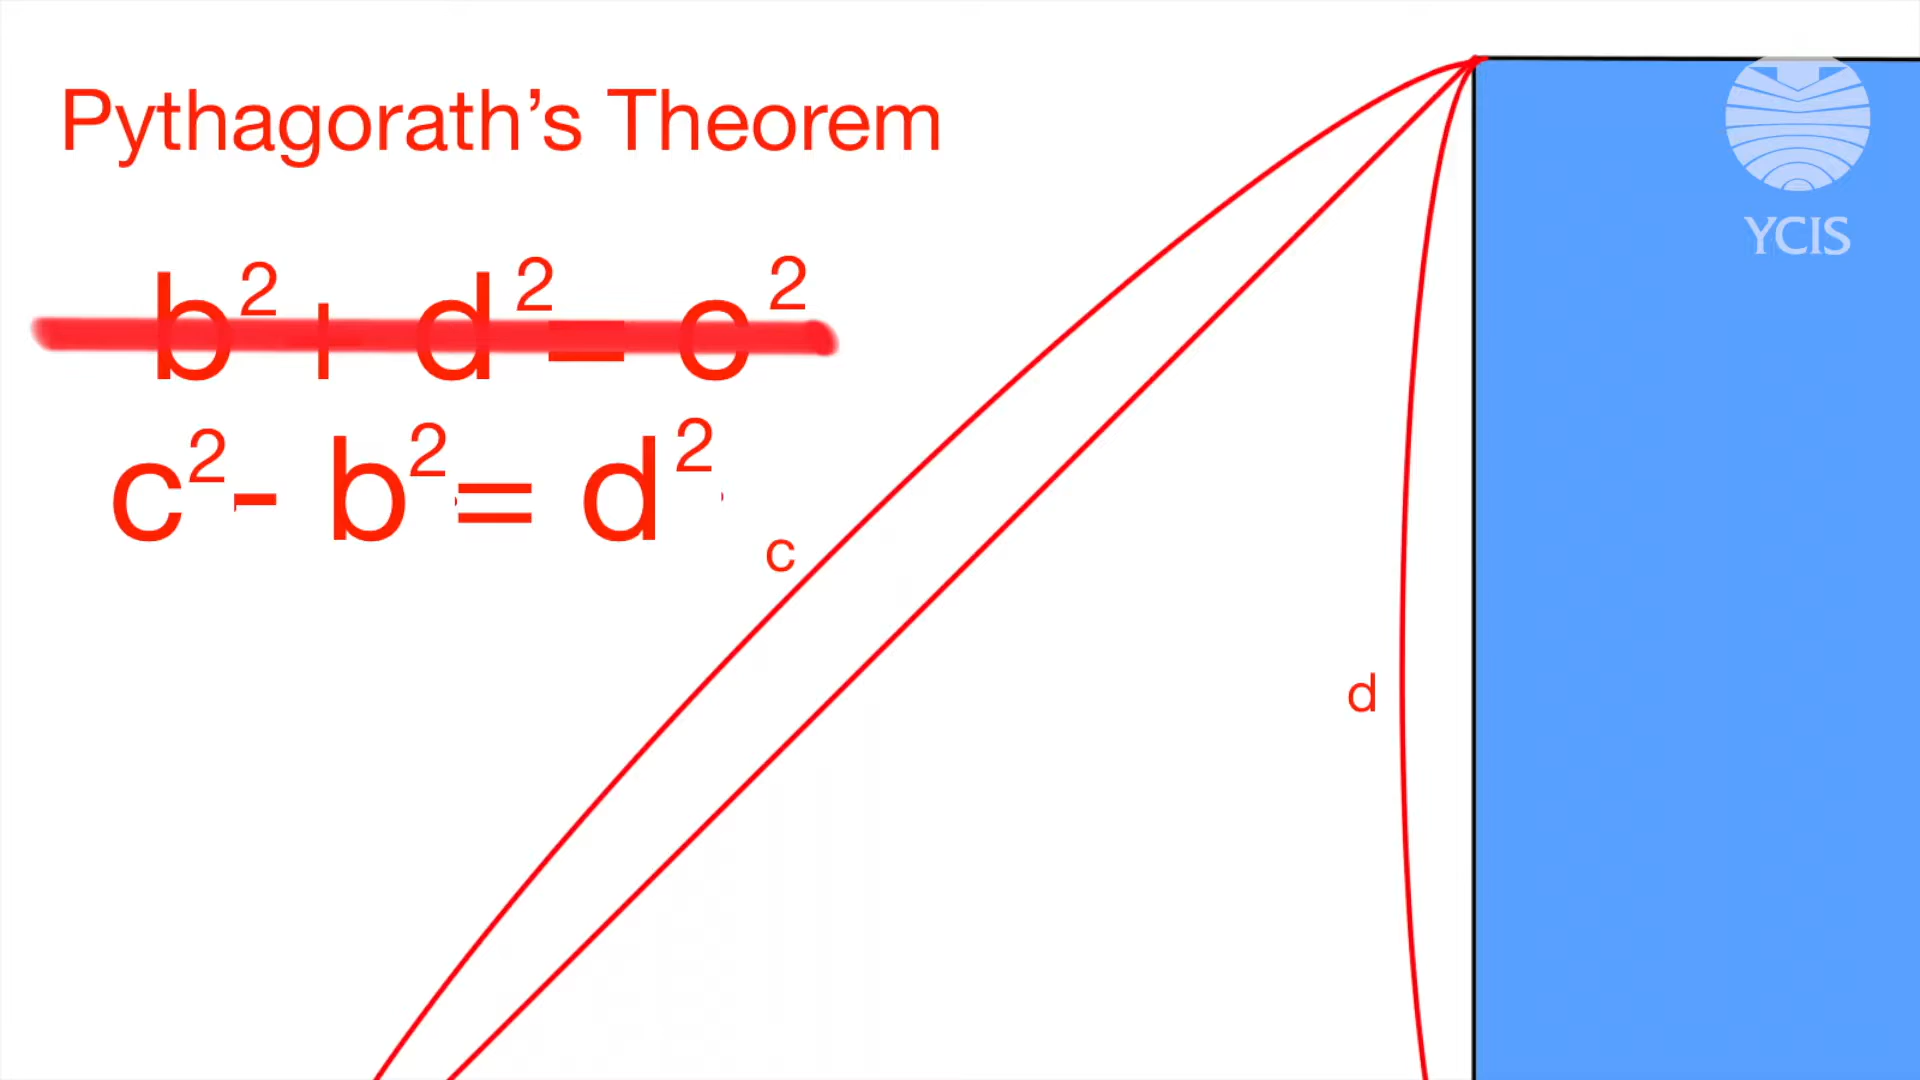 Pythagorath's Theorem
b² + d² = c²
c² - b² = d²
c
d
YCIS